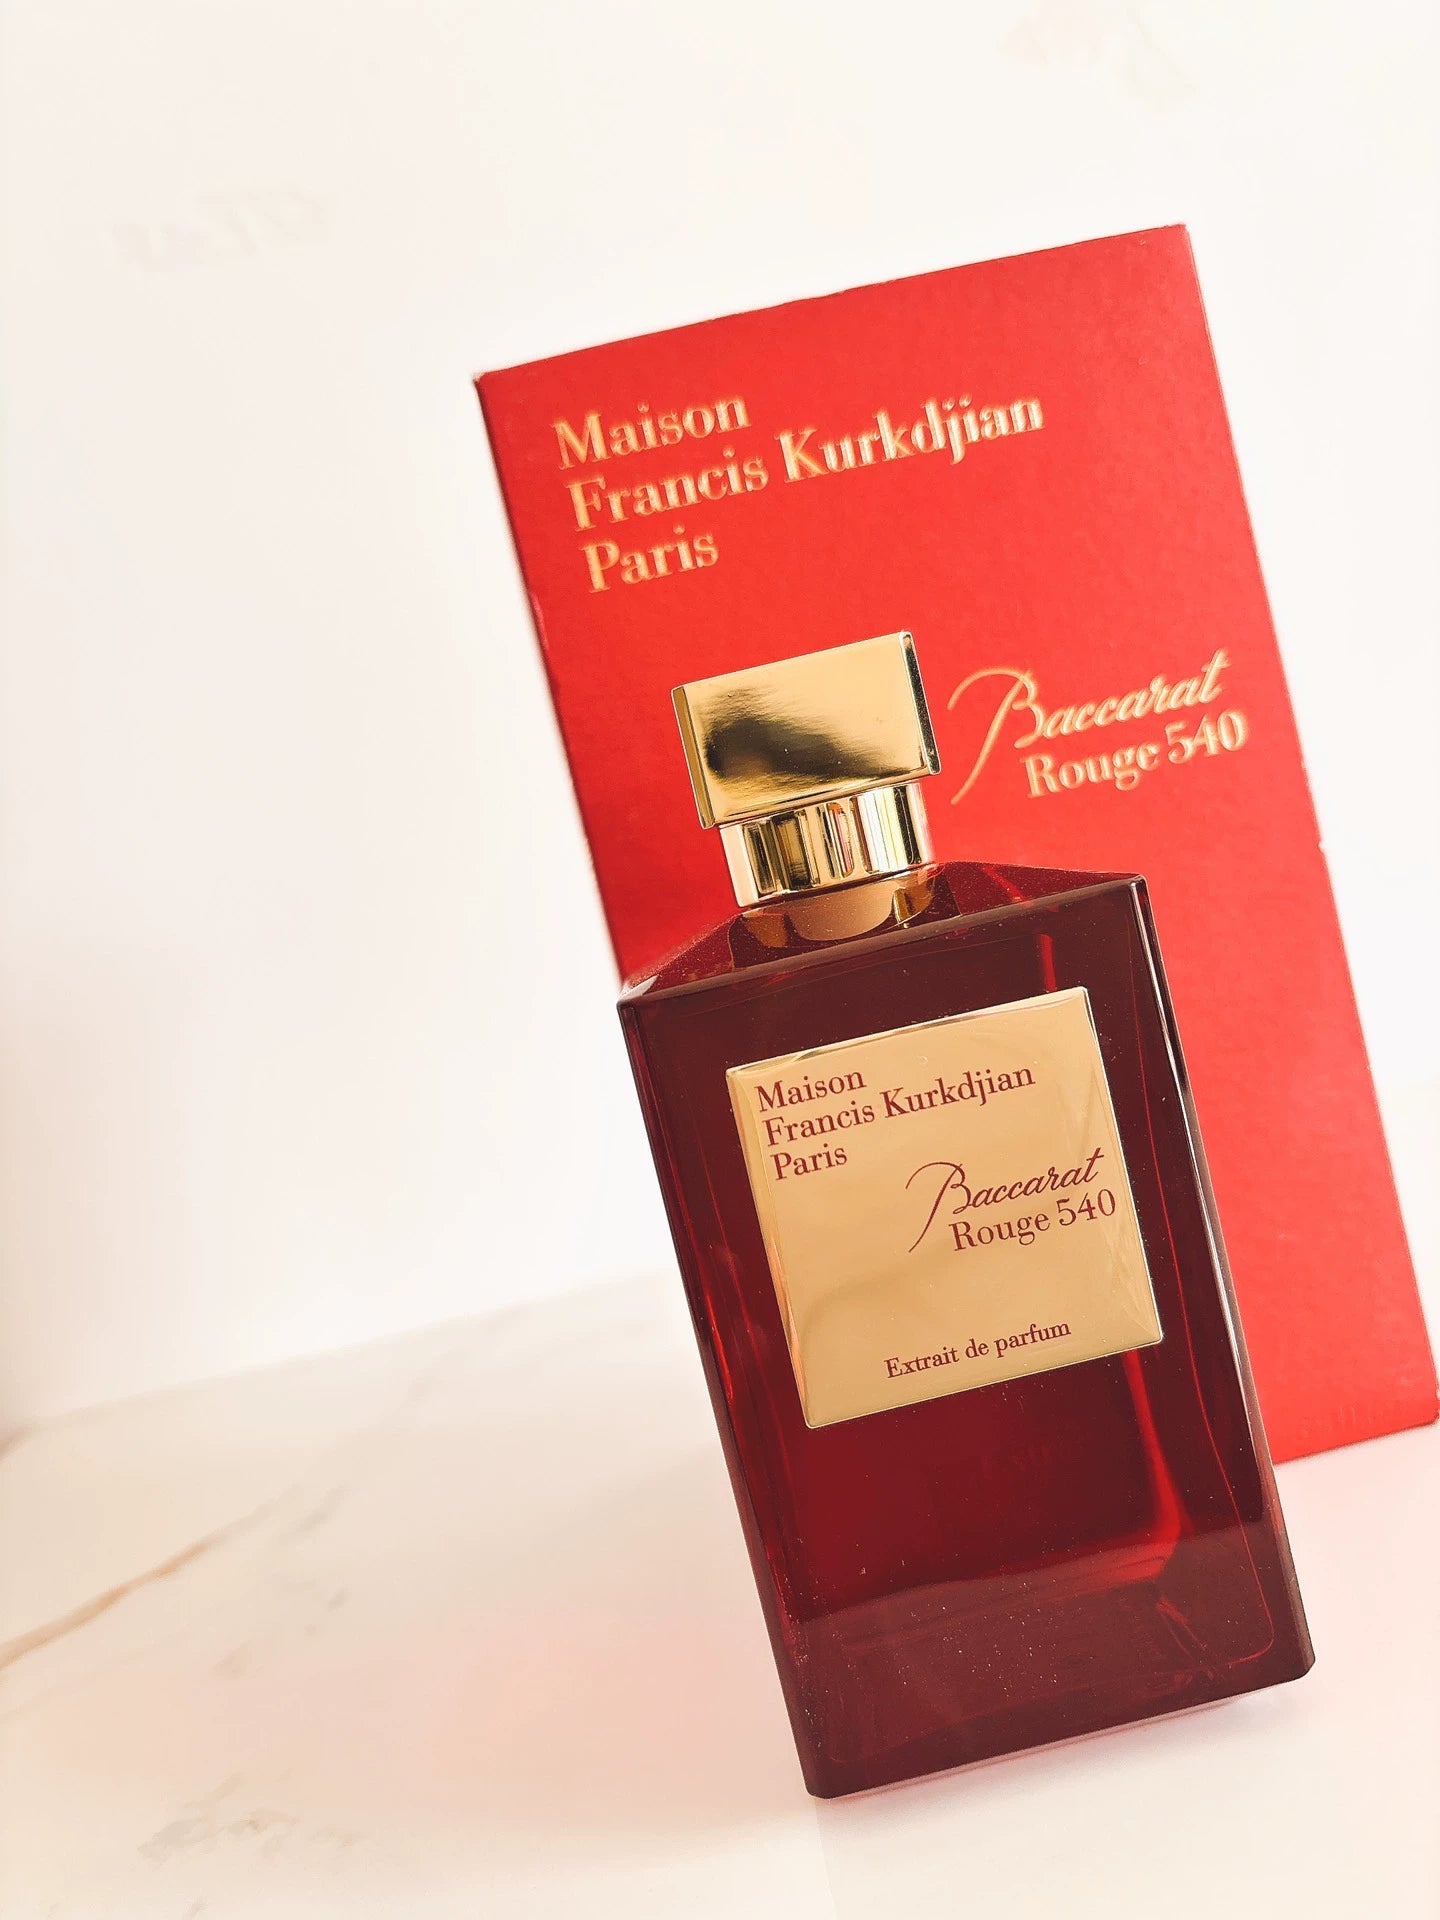 Maison
Francis Kurkdjian
Paris
Baccarat
Rouge 540
Maison
Francis Kurkdjian
Paris
Baccarat
Rouge 540
Extrait de parfum